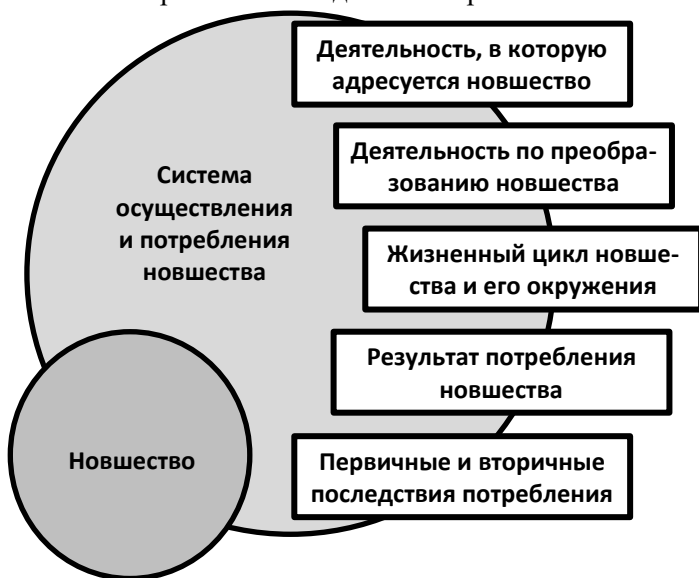 Деятельность, в которую
адресуется новшество
Деятельность по преобра-
зованию новшества
Система
осуществления
и потребления
новшества
Жизненный цикл новше-
ства и его окружения
Результат потребления
новшества
Новшество
Первичные и вторичные
последствия потребления